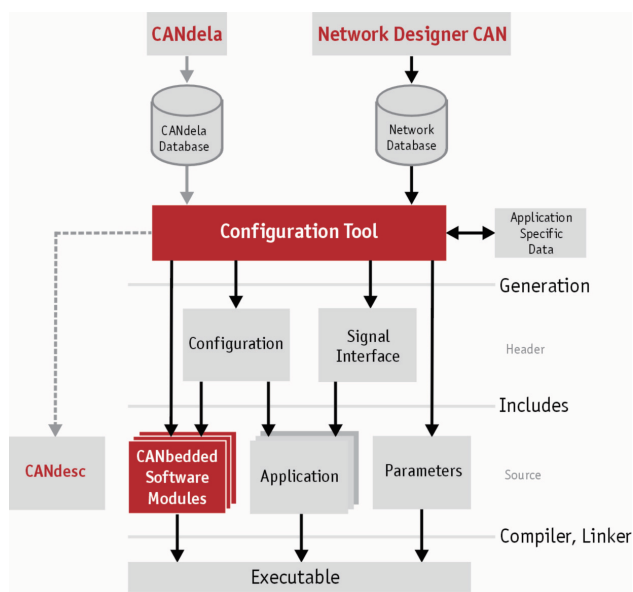 CANdela
Network Designer CAN
CANdela
Database
Network
Database
Configuration Tool
Application
Specific
Data
Generation
Configuration
Signal
Interface
Header
Includes
CANdesc
CANbedded
Software
Modules
Application
Parameters
Source
Compiler, Linker
Executable